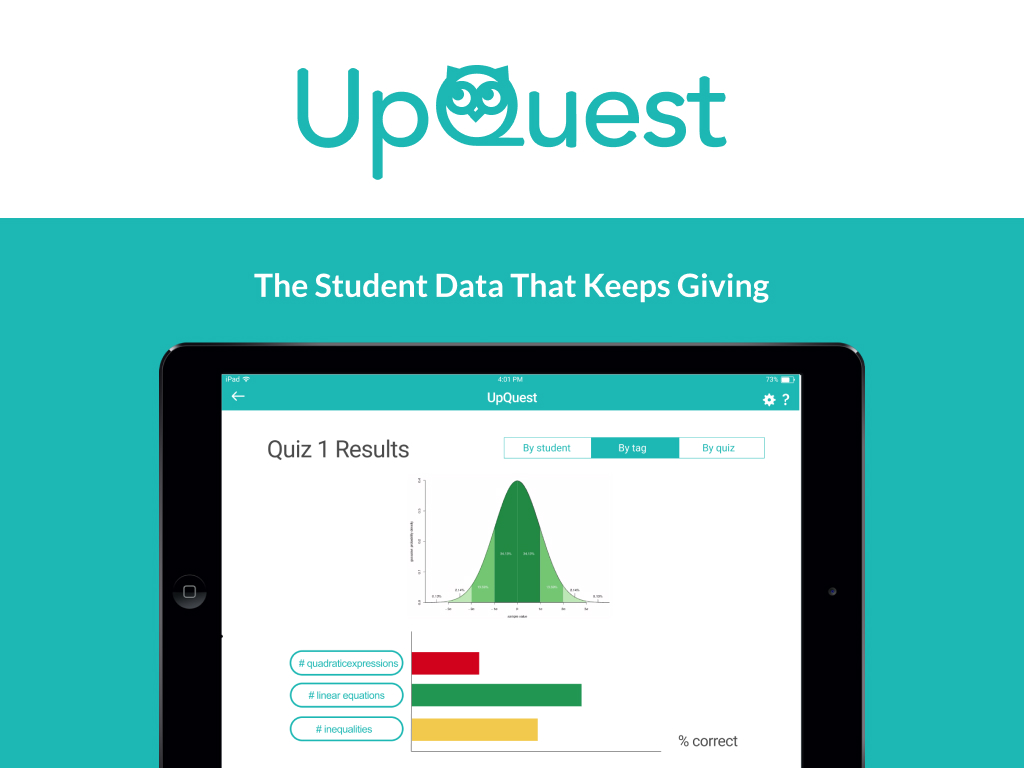 UpQuest
The Student Data That Keeps Giving
iPad 4:01 PM 73%
UpQuest ?
Quiz 1 Results
By student By tag By quiz
# quadraticexpressions
# linear equations
# inequalities
% correct